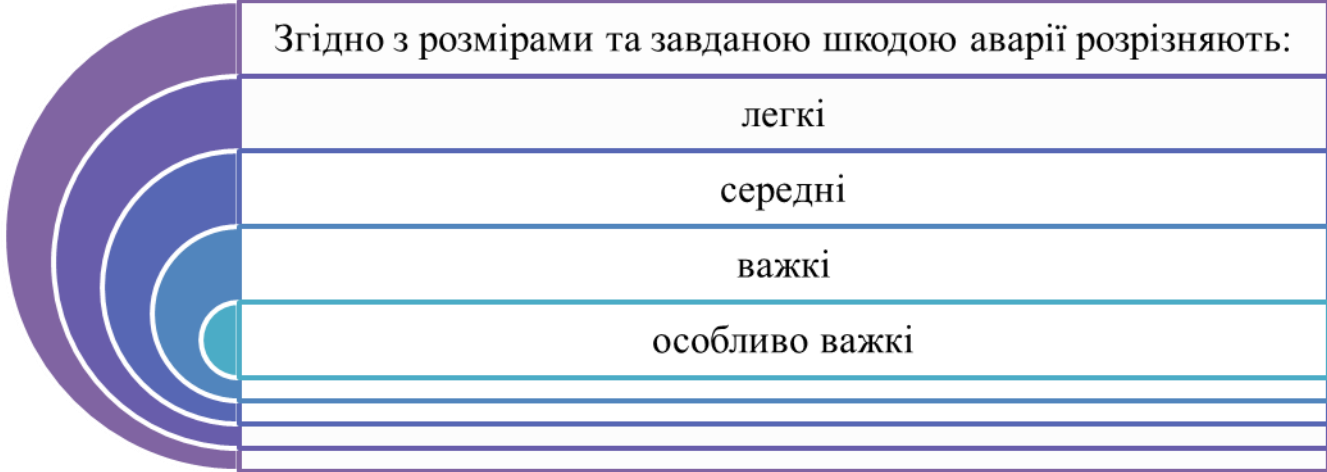 Згідно з розмірами та завданою шкодою аварії розрізняють:
легкі
середні
важкі
особливо важкі